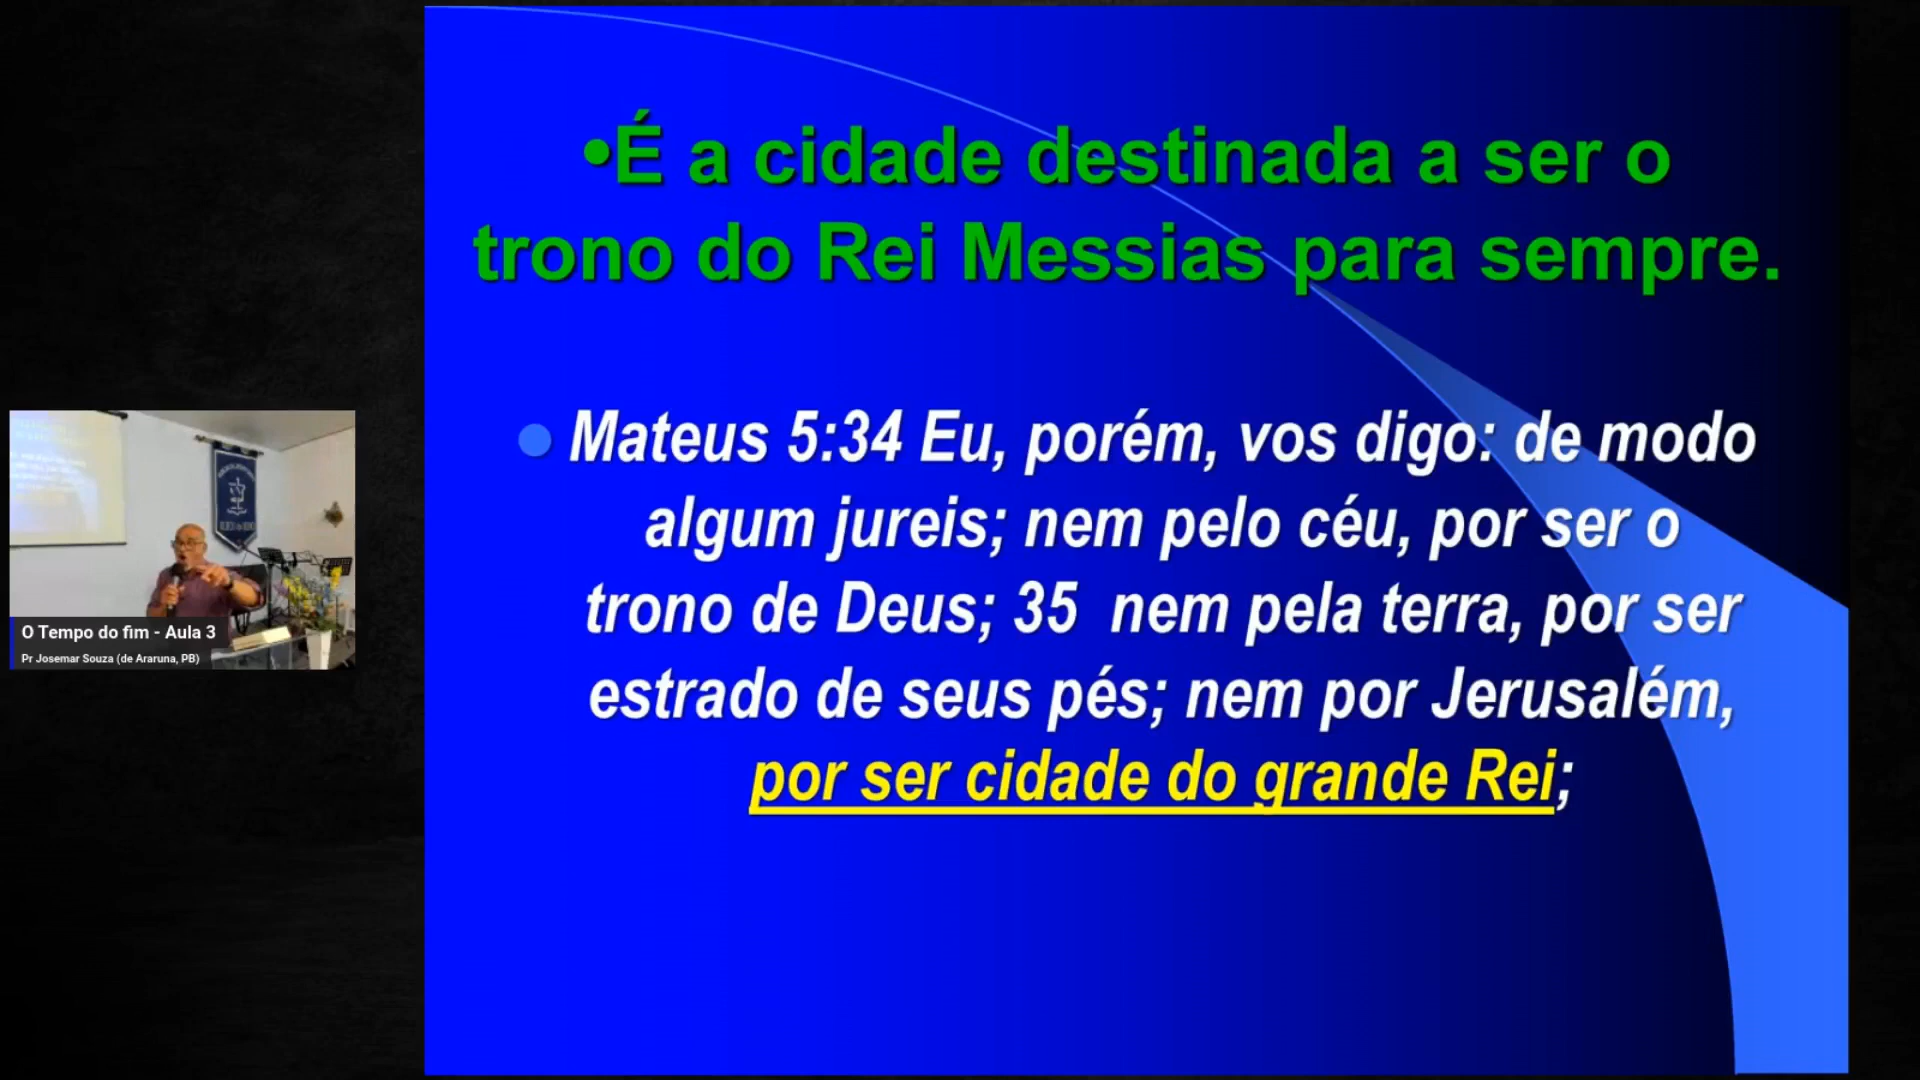 •É a cidade destinada a ser o
trono do Rei Messias para sempre.
Mateus 5:34 Eu, porém, vos digo: de modo
algum jureis; nem pelo céu, por ser o
trono de Deus; 35 nem pela terra, por ser
estrado de seus pés; nem por Jerusalém,
por ser cidade do grande Rei;
O Tempo do fim - Aula 3
Pr Josemar Souza (de Araruna, PB)